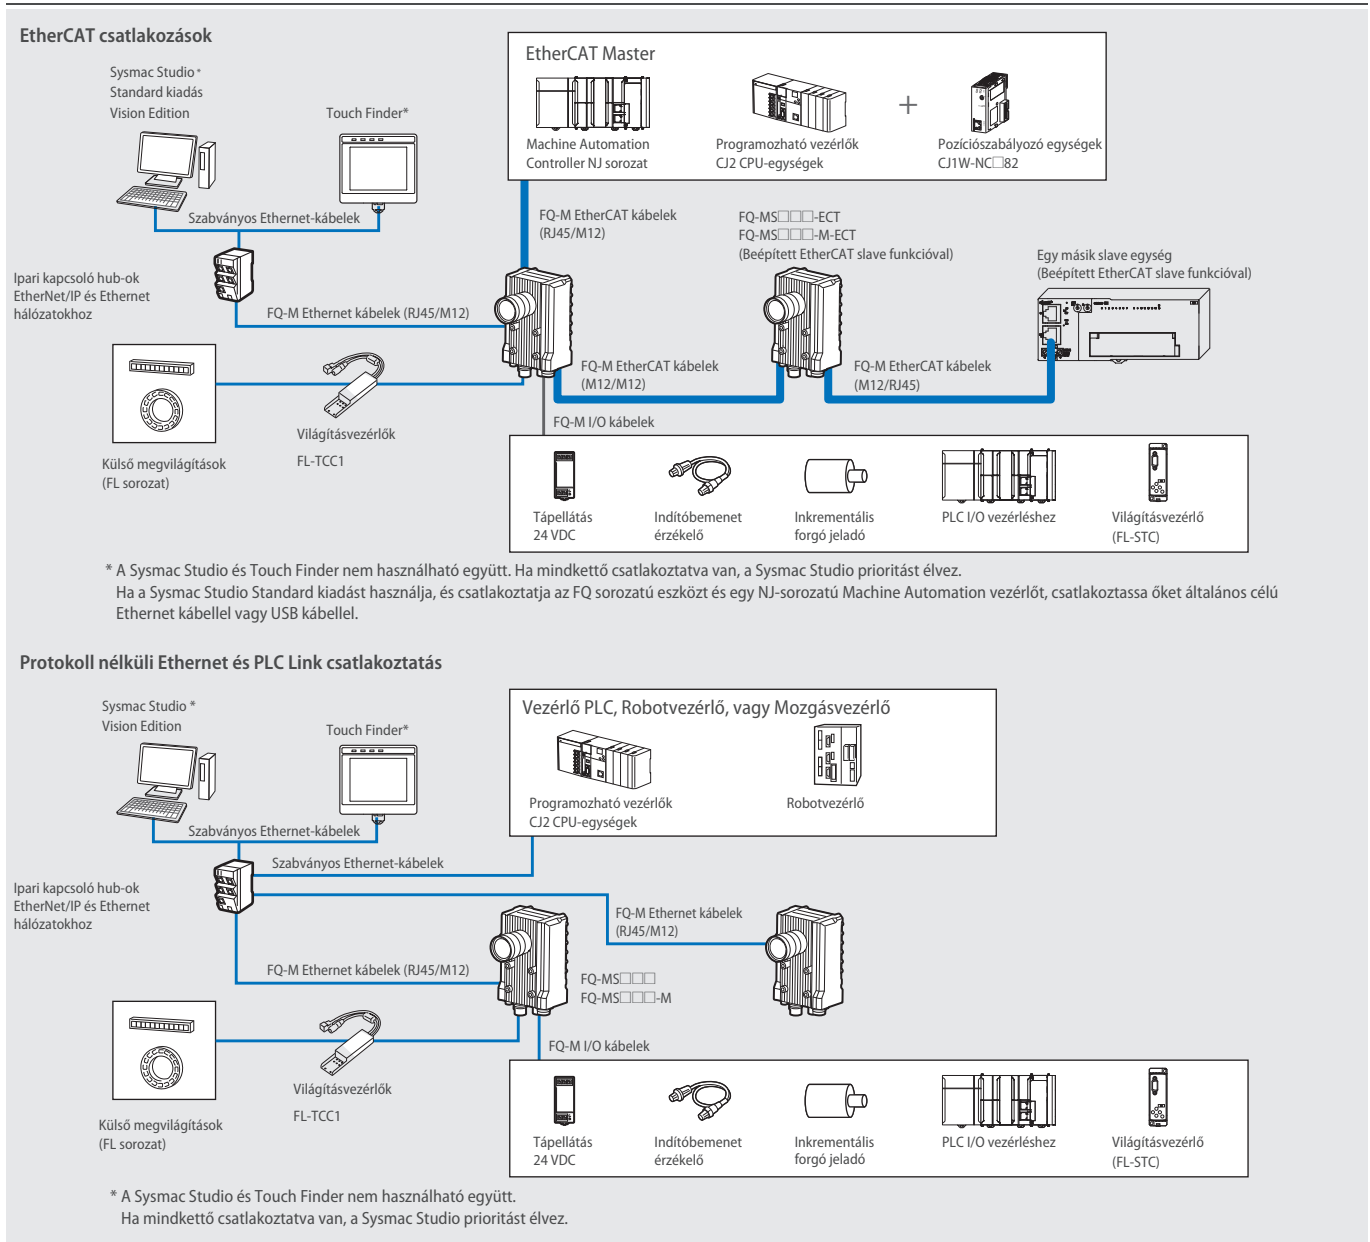 EtherCAT csatlakozások
Sysmac Studio *
Standard kiadás
Vision Edition
Touch Finder*
EtherCAT Master
Machine Automation
Controller NJ sorozat
Programozható vezérlők
CJ2 CPU-egységek
+
Pozíciószabályozó egységek
CJ1W-NC□82
Szabványos Ethernet-kábelek
FQ-M EtherCAT kábelek
(RJ45/M12)
FQ-MS□□□-ECT
FQ-MS□□□-M-ECT
(Beépített EtherCAT slave funkcióval)
Egy másik slave egység
(Beépített EtherCAT slave funkcióval)
Ipari kapcsoló hub-ok
EtherNet/IP és Ethernet
hálózatokhoz
FQ-M Ethernet kábelek (RJ45/M12)
FQ-M EtherCAT kábelek
(M12/M12)
FQ-M EtherCAT kábelek
(M12/RJ45)
FQ-M I/O kábelek
Világításvezérlők
FL-TCC1
Külső megvilágítások
(FL sorozat)
Tápellátás
24 VDC
Indítóbemenet
érzékelő
Inkrementális
forgó jeladó
PLC I/O vezérléshez
Világításvezérlő
(FL-STC)
* A Sysmac Studio és Touch Finder nem használható együtt. Ha mindkettő csatlakoztatva van, a Sysmac Studio prioritást élvez.
Ha a Sysmac Studio Standard kiadást használja, és csatlakoztatja az FQ sorozatú eszközt és egy NJ-sorozatú Machine Automation vezérlőt, csatlakoztassa őket általános célú
Ethernet kábellel vagy USB kábellel.
Protokoll nélküli Ethernet és PLC Link csatlakoztatás
Sysmac Studio *
Vision Edition
Touch Finder*
Vezérlő PLC, Robotvezérlő, vagy Mozgásvezérlő
Programozható vezérlők
CJ2 CPU-egységek
Robotvezérlő
Szabványos Ethernet-kábelek
Szabványos Ethernet-kábelek
Ipari kapcsoló hub-ok
EtherNet/IP és Ethernet
hálózatokhoz
FQ-M Ethernet kábelek
(RJ45/M12)
FQ-M Ethernet kábelek (RJ45/M12)
FQ-MS□□□
FQ-MS□□□-M
FQ-M I/O kábelek
Világításvezérlők
FL-TCC1
Külső megvilágítások
(FL sorozat)
Tápellátás
24 VDC
Indítóbemenet
érzékelő
Inkrementális
forgó jeladó
PLC I/O vezérléshez
Világításvezérlő
(FL-STC)
* A Sysmac Studio és Touch Finder nem használható együtt.
Ha mindkettő csatlakoztatva van, a Sysmac Studio prioritást élvez.